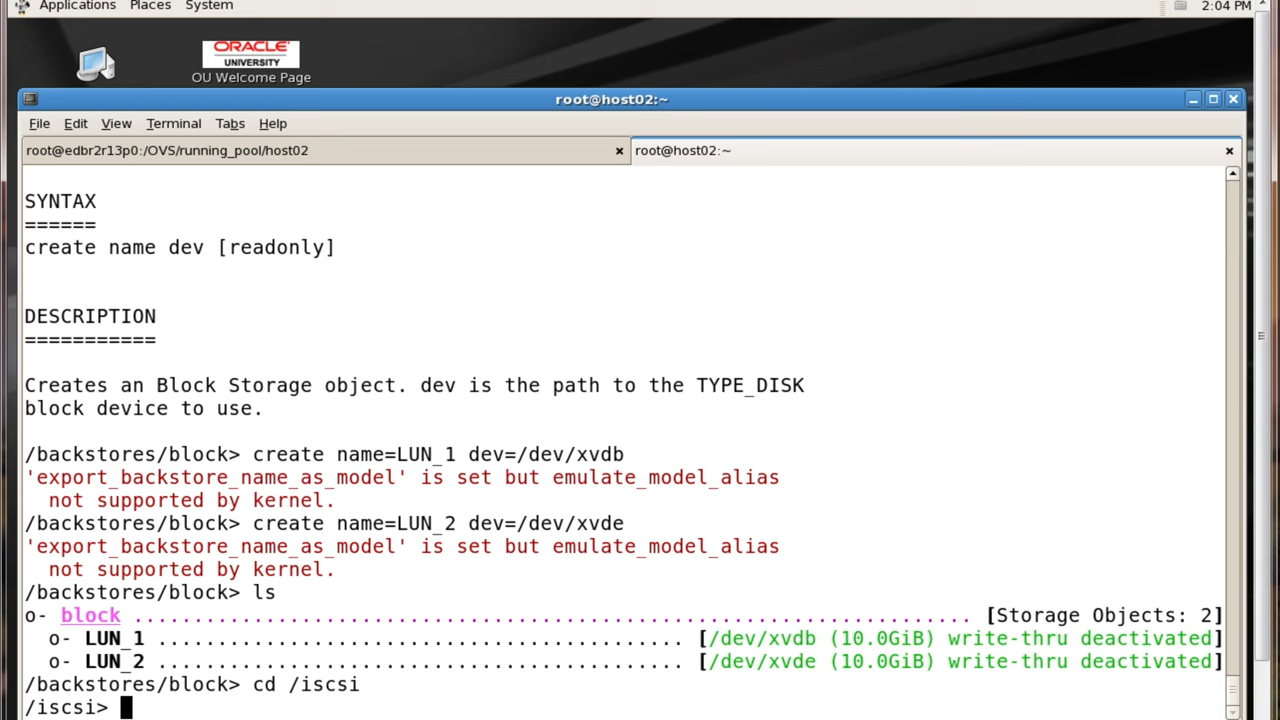 Applications Places System 2:04 PM
ORACLE
UNIVERSITY
OU Welcome Page
root@host02:~
File Edit View Terminal Tabs Help
root@edbr2r13p0:/OVS/running_pool/host02 root@host02:~
SYNTAX
======
create name dev [readonly]
DESCRIPTION
===========
Creates an Block Storage object. dev is the path to the TYPE_DISK
block device to use.
/backstores/block> create name=LUN_1 dev=/dev/xvdb
'export_backstore_name_as_model' is set but emulate_model_alias
not supported by kernel.
/backstores/block> create name=LUN_2 dev=/dev/xvde
'export_backstore_name_as_model' is set but emulate_model_alias
not supported by kernel.
/backstores/block> ls
o- block ...................................................................... [Storage Objects: 2]
o- LUN_1 ............................................ [/dev/xvdb (10.0GiB) write-thru deactivated]
o- LUN_2 ............................................ [/dev/xvde (10.0GiB) write-thru deactivated]
/backstores/block> cd /iscsi
/iscsi>